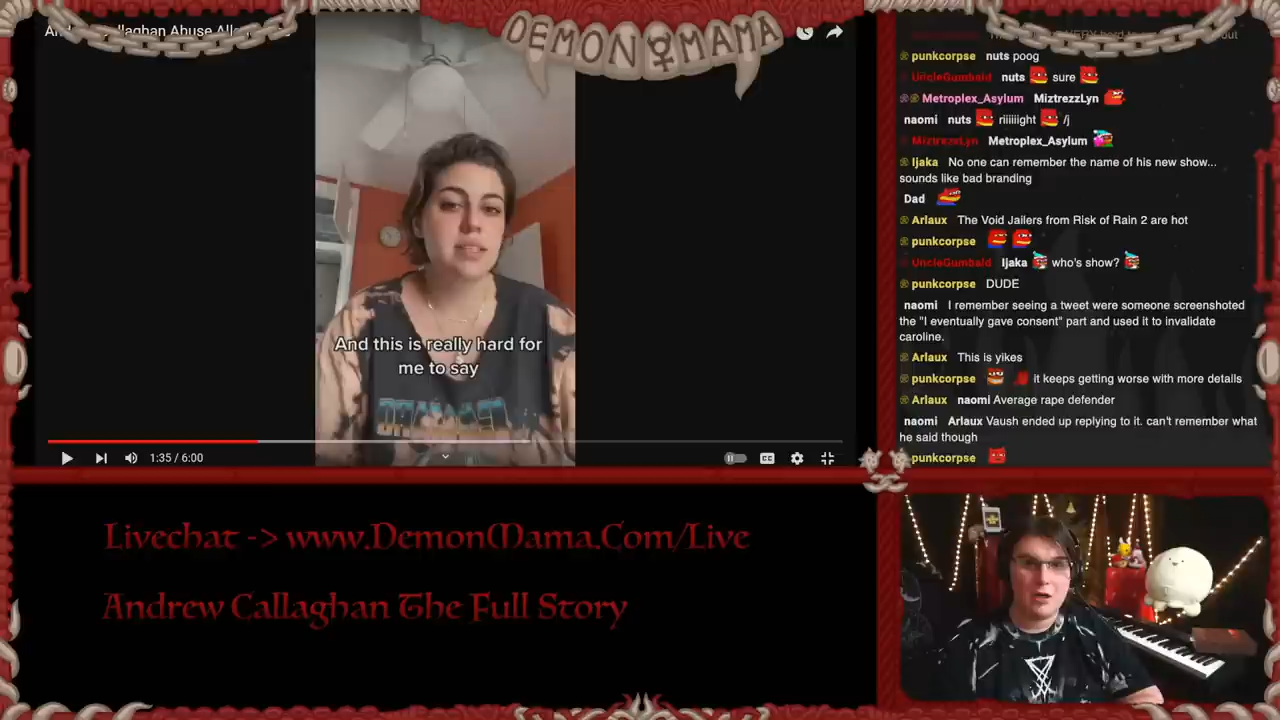 DEMON MAMA
And this is really hard for
me to say
1:35 / 6:00
punkcorpse nuts poog
UncleGumbald nuts sure
Metroplex_Asylum MiztrezzLyn
naomi nuts riiiiiight /j
MiztrezzLyn Metroplex_Asylum
Ijaka No one can remember the name of his new show...
sounds like bad branding
Dad
Arlaux The Void Jailers from Risk of Rain 2 are hot
punkcorpse
UncleGumbald Ijaka who's show?
punkcorpse DUDE
naomi I remember seeing a tweet were someone screenshoted
the "I eventually gave consent" part and used it to invalidate
caroline.
Arlaux This is yikes
punkcorpse it keeps getting worse with more details
Arlaux naomi Average rape defender
naomi Arlaux Vaush ended up replying to it. can't remember what
he said though
punkcorpse
Livechat -> www.DemonMama.Com/Live
Andrew Callaghan The Full Story